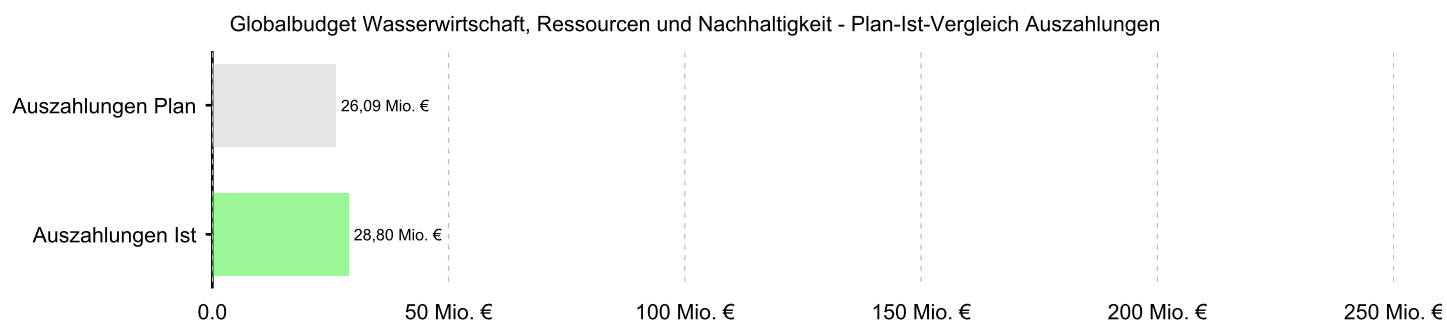 Globalbudget Wasserwirtschaft, Ressourcen und Nachhaltigkeit - Plan-Ist-Vergleich Auszahlungen
Auszahlungen Plan
26,09 Mio. €
Auszahlungen Ist
28,80 Mio. €
0.0 50 Mio. € 100 Mio. € 150 Mio. € 200 Mio. € 250 Mio. €